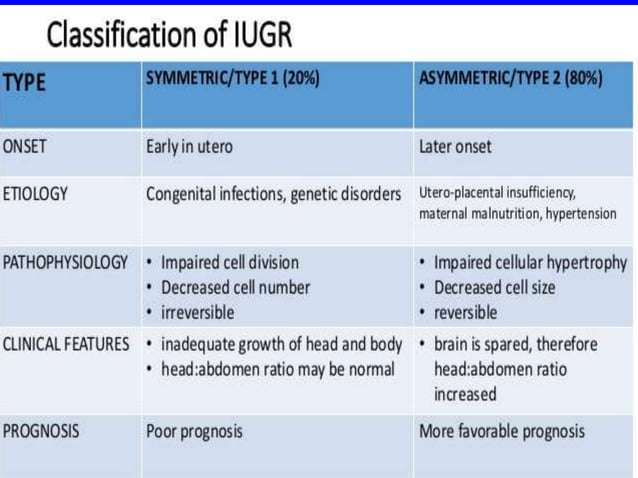 Classification of IUGR
TYPE
SYMMETRIC/TYPE 1 (20%)
ASYMMETRIC/TYPE 2 (80%)
ONSET
Early in utero
Later onset
ETIOLOGY
Congenital infections, genetic disorders
Utero-placental insufficiency,
maternal malnutrition, hypertension
PATHOPHYSIOLOGY
• Impaired cell division
• Decreased cell number
• irreversible
• Impaired cellular hypertrophy
• Decreased cell size
• reversible
CLINICAL FEATURES
• inadequate growth of head and body
• head:abdomen ratio may be normal
• brain is spared, therefore
head:abdomen ratio
increased
PROGNOSIS
Poor prognosis
More favorable prognosis